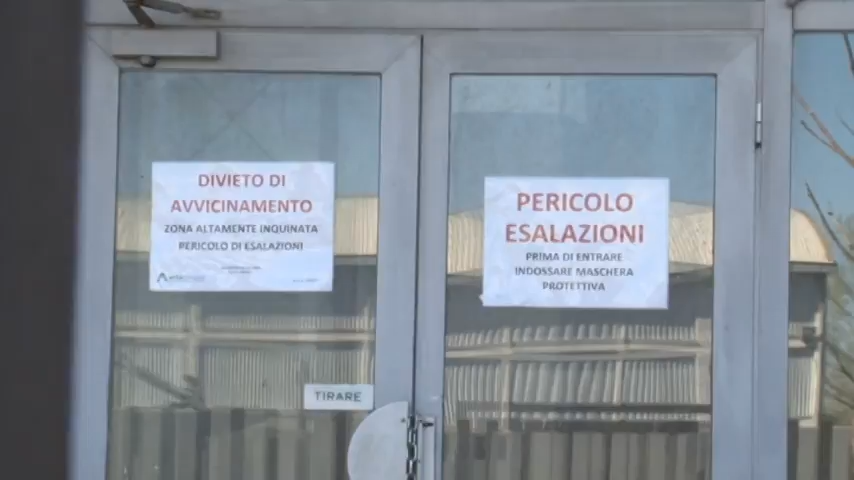 DIVIETO DI
AVVICINAMENTO
ZONA ALTAMENTE INQUINATA
PERICOLO DI ESALAZIONI
PERICOLO
ESALAZIONI
PRIMA DI ENTRARE
INDOSSARE MASCHERA
PROTETTIVA
TIRARE